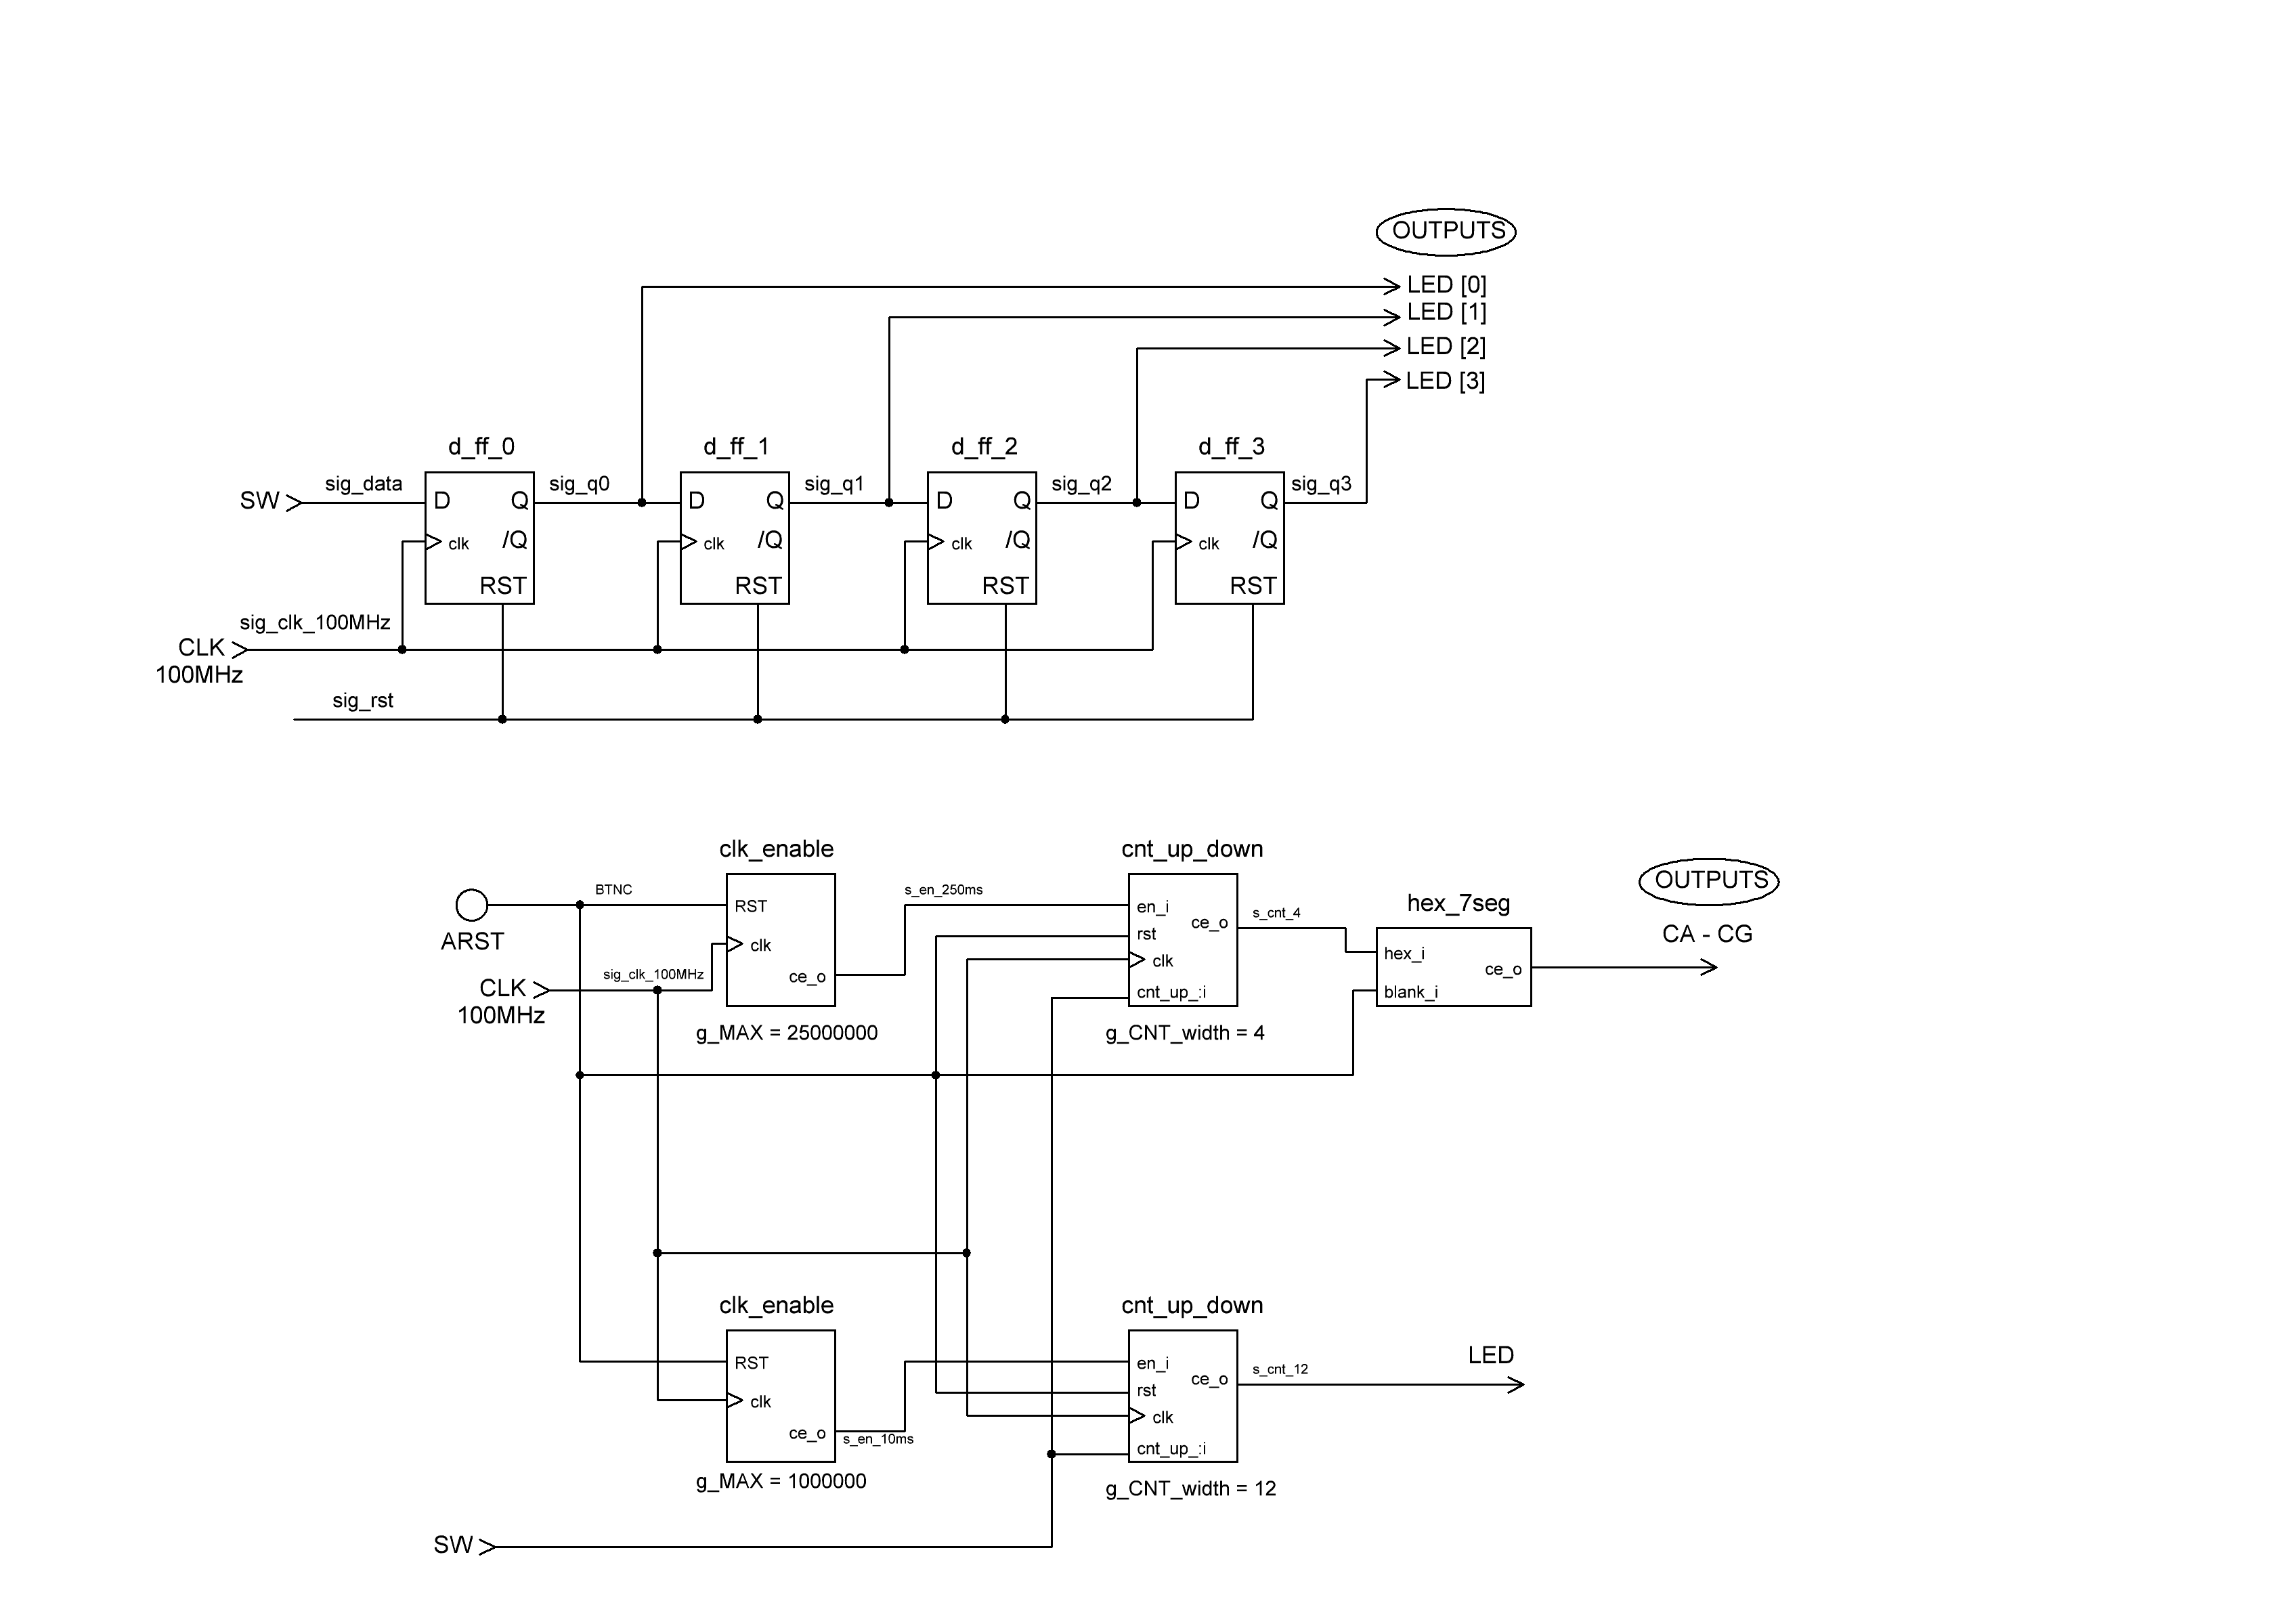 OUTPUTS
LED [0]
LED [1]
LED [2]
LED [3]
d_ff_0
d_ff_1
d_ff_2
d_ff_3
SW
sig_data
D
Q
sig_q0
D
Q
sig_q1
D
Q
sig_q2
D
Q
sig_q3
clk
/Q
clk
/Q
clk
/Q
clk
/Q
RST
RST
RST
RST
sig_clk_100MHz
CLK
100MHz
sig_rst
clk_enable
cnt_up_down
OUTPUTS
BTNC
s_en_250ms
hex_7seg
RST
en_i
ce_o
s_cnt_4
ARST
rst
CA - CG
clk
clk
hex_i
sig_clk_100MHz
ce_o
ce_o
CLK
100MHz
cnt_up_:i
blank_i
g_MAX = 25000000
g_CNT_width = 4
clk_enable
cnt_up_down
RST
en_i
ce_o
s_cnt_12
LED
rst
clk
clk
ce_o
s_en_10ms
cnt_up_:i
g_MAX = 1000000
g_CNT_width = 12
SW